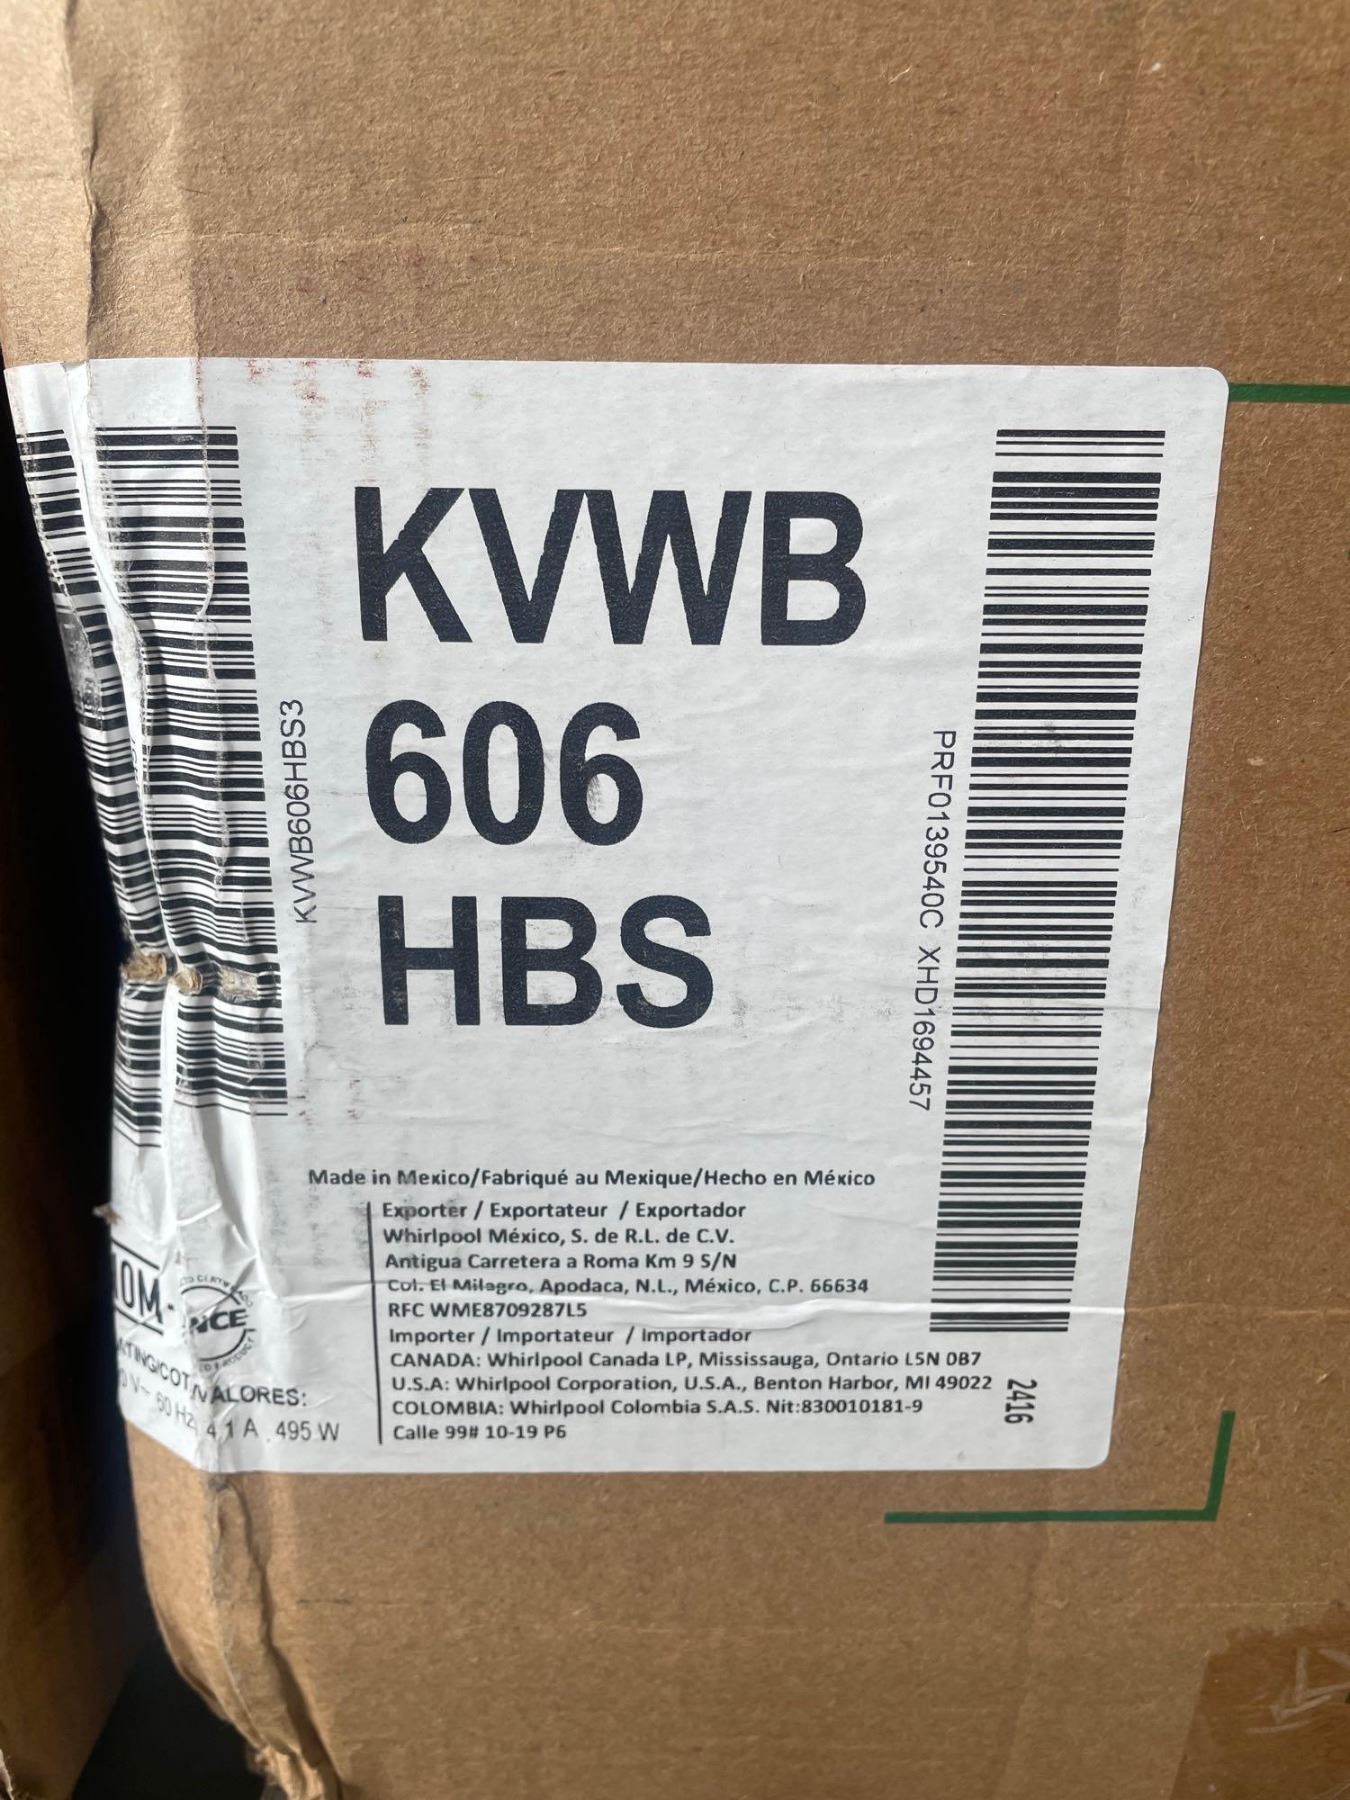 KVWB
606
HBS
KVWB606HBS3
PRF0139540C XHD1694457
Made in Mexico/Fabriqué au Mexique/Hecho en México
Exporter / Exportateur / Exportador
Whirlpool México, S. de R.L. de C.V.
Antigua Carretera a Roma Km 9 S/N
Col. El Milagro, Apodaca, N.L., México, C.P. 66634
RFC WME8709287L5
Importer / Importateur / Importador
CANADA: Whirlpool Canada LP, Mississauga, Ontario L5N 0B7
U.S.A: Whirlpool Corporation, U.S.A., Benton Harbor, MI 49022
COLOMBIA: Whirlpool Colombia S.A.S. Nit:830010181-9
Calle 99# 10-19 P6
2416
NCE
VALORES:
60 Hz 4,1 A 495 W